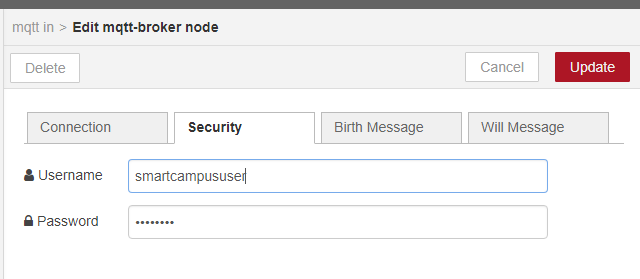 mqtt in > Edit mqtt-broker node
Delete Cancel Update
Connection Security Birth Message Will Message
Username smartcampususer
Password ••••••••